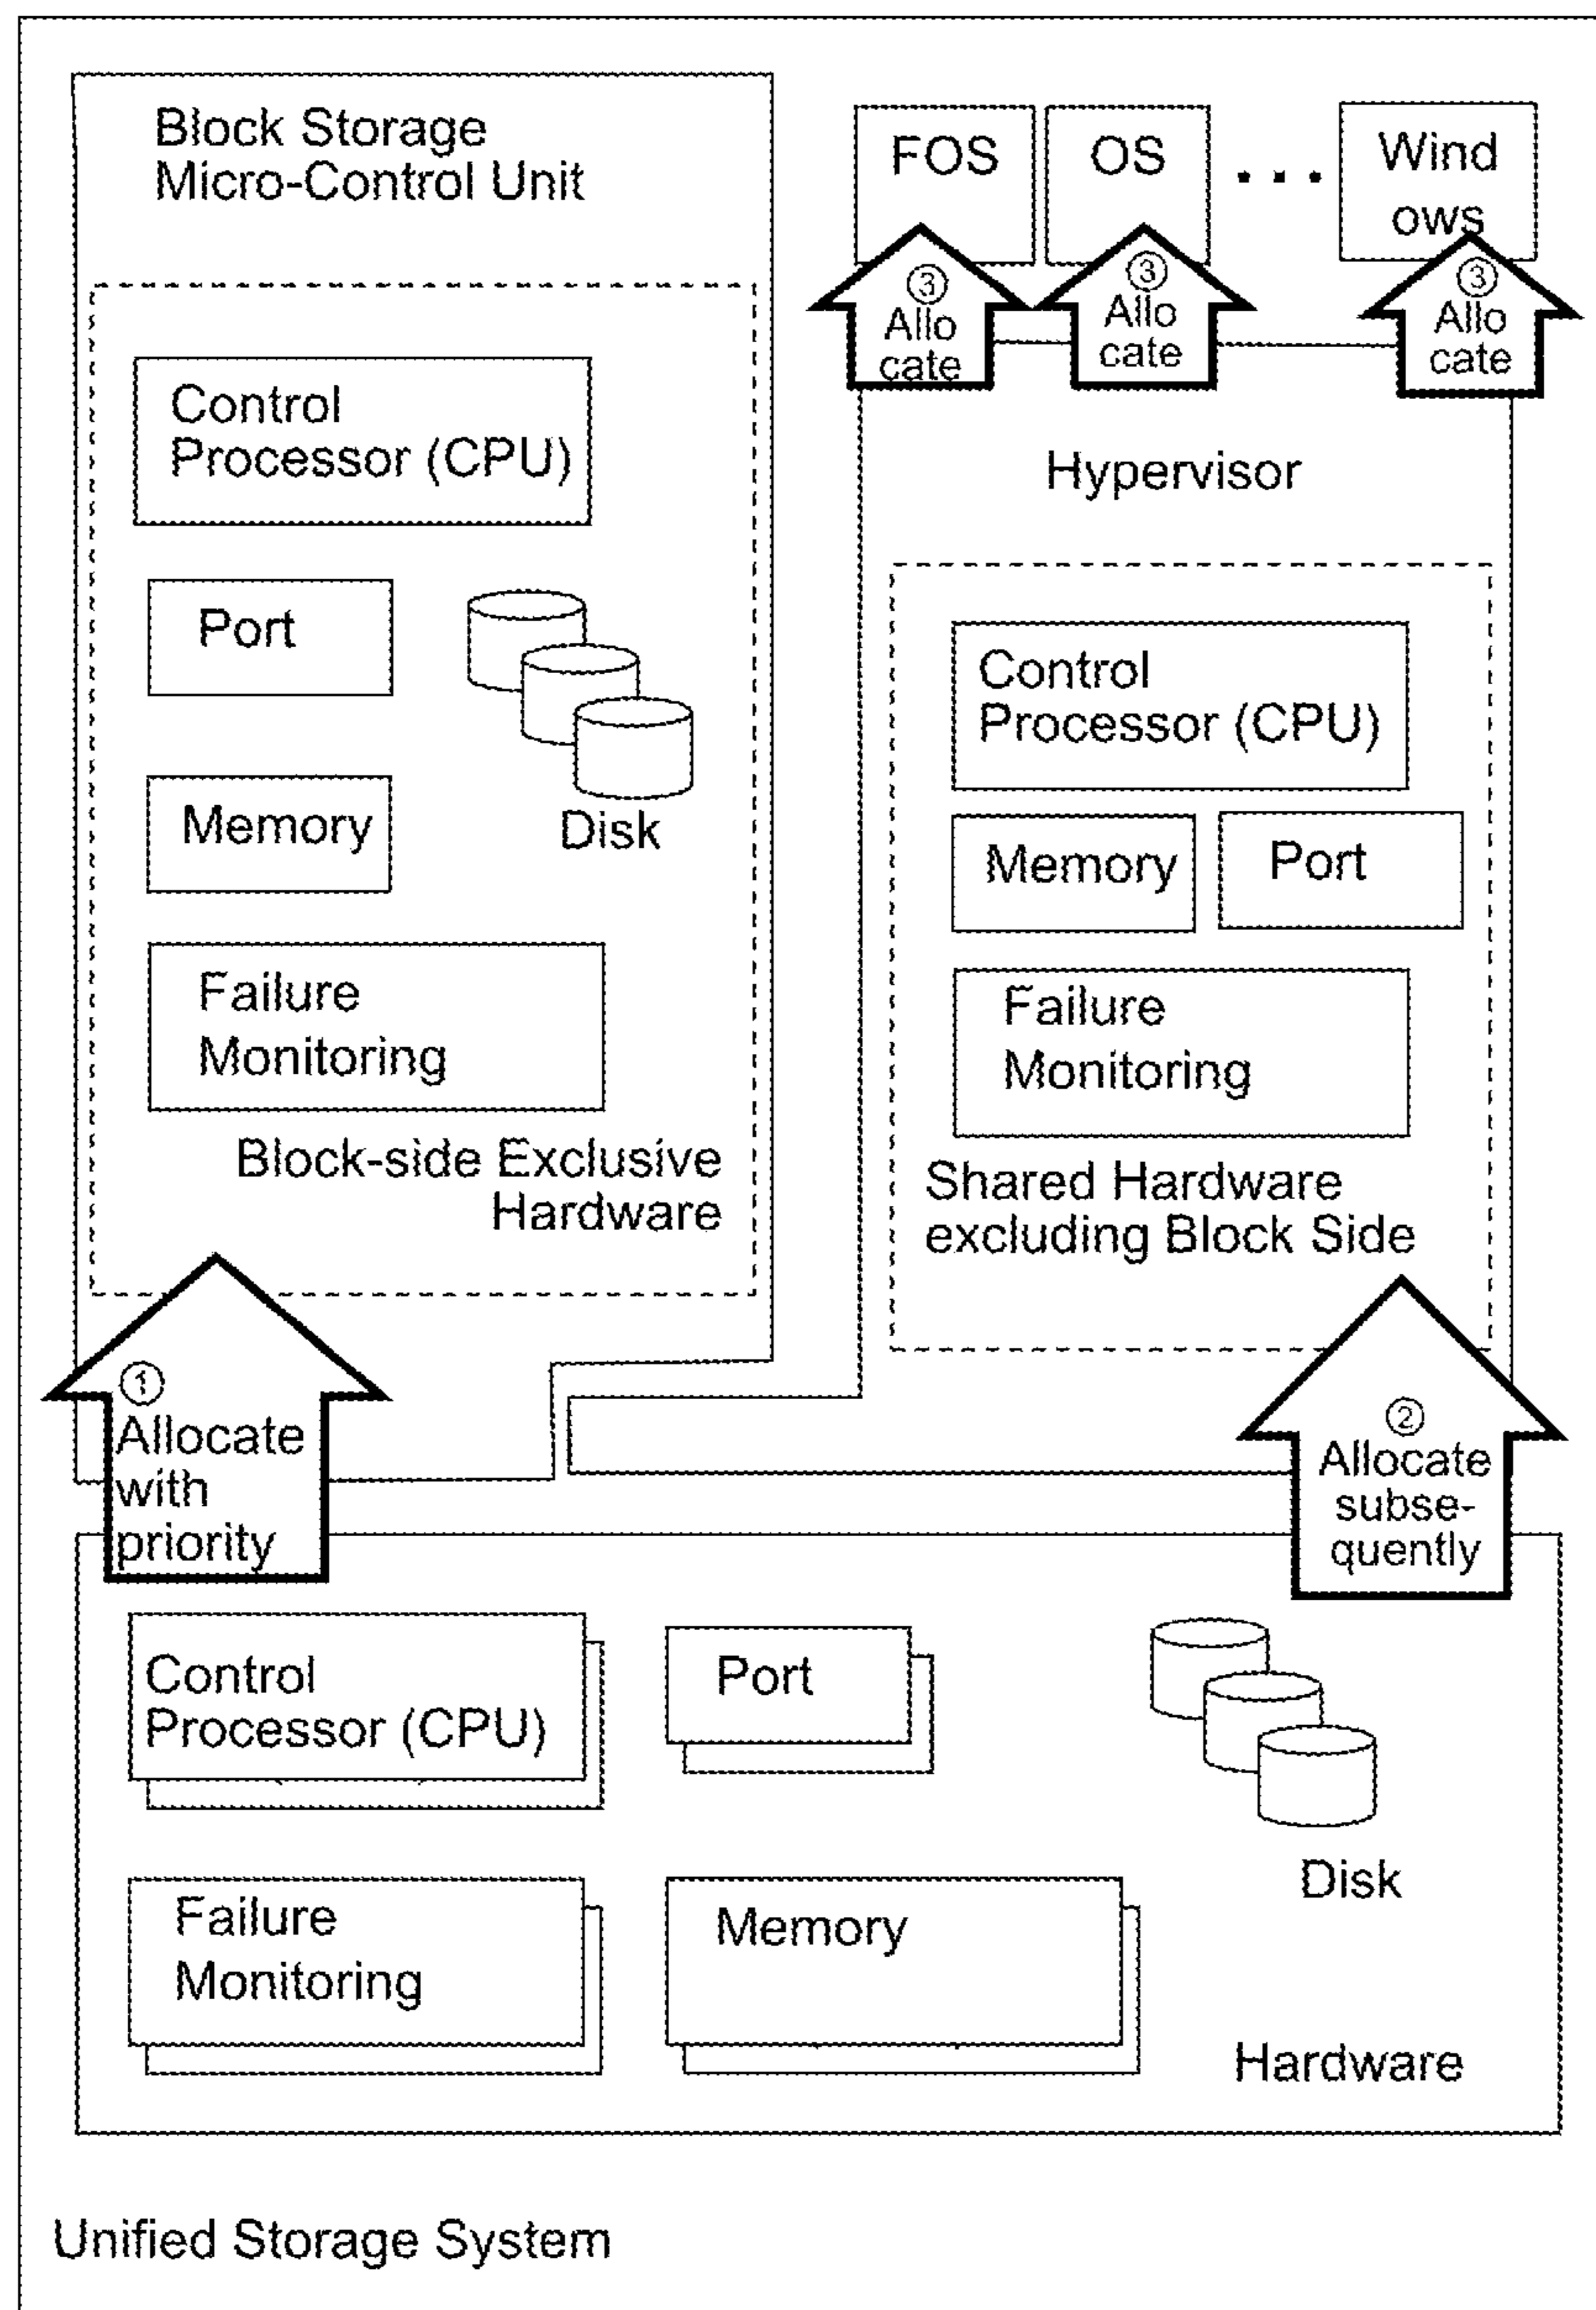 Block Storage
Micro-Control Unit
Control
Processor (CPU)
Port
Memory
Disk
Failure
Monitoring
Block-side Exclusive
Hardware
① 
Allocate
with
priority
FOS
OS
...
Wind
ows
③
Allo
cate
③
Allo
cate
③
Allo
cate
Hypervisor
Control
Processor (CPU)
Memory
Port
Failure
Monitoring
Shared Hardware
excluding Block Side
②
Allocate
subse-
quently
Control
Processor (CPU)
Port
Disk
Failure
Monitoring
Memory
Hardware
Unified Storage System